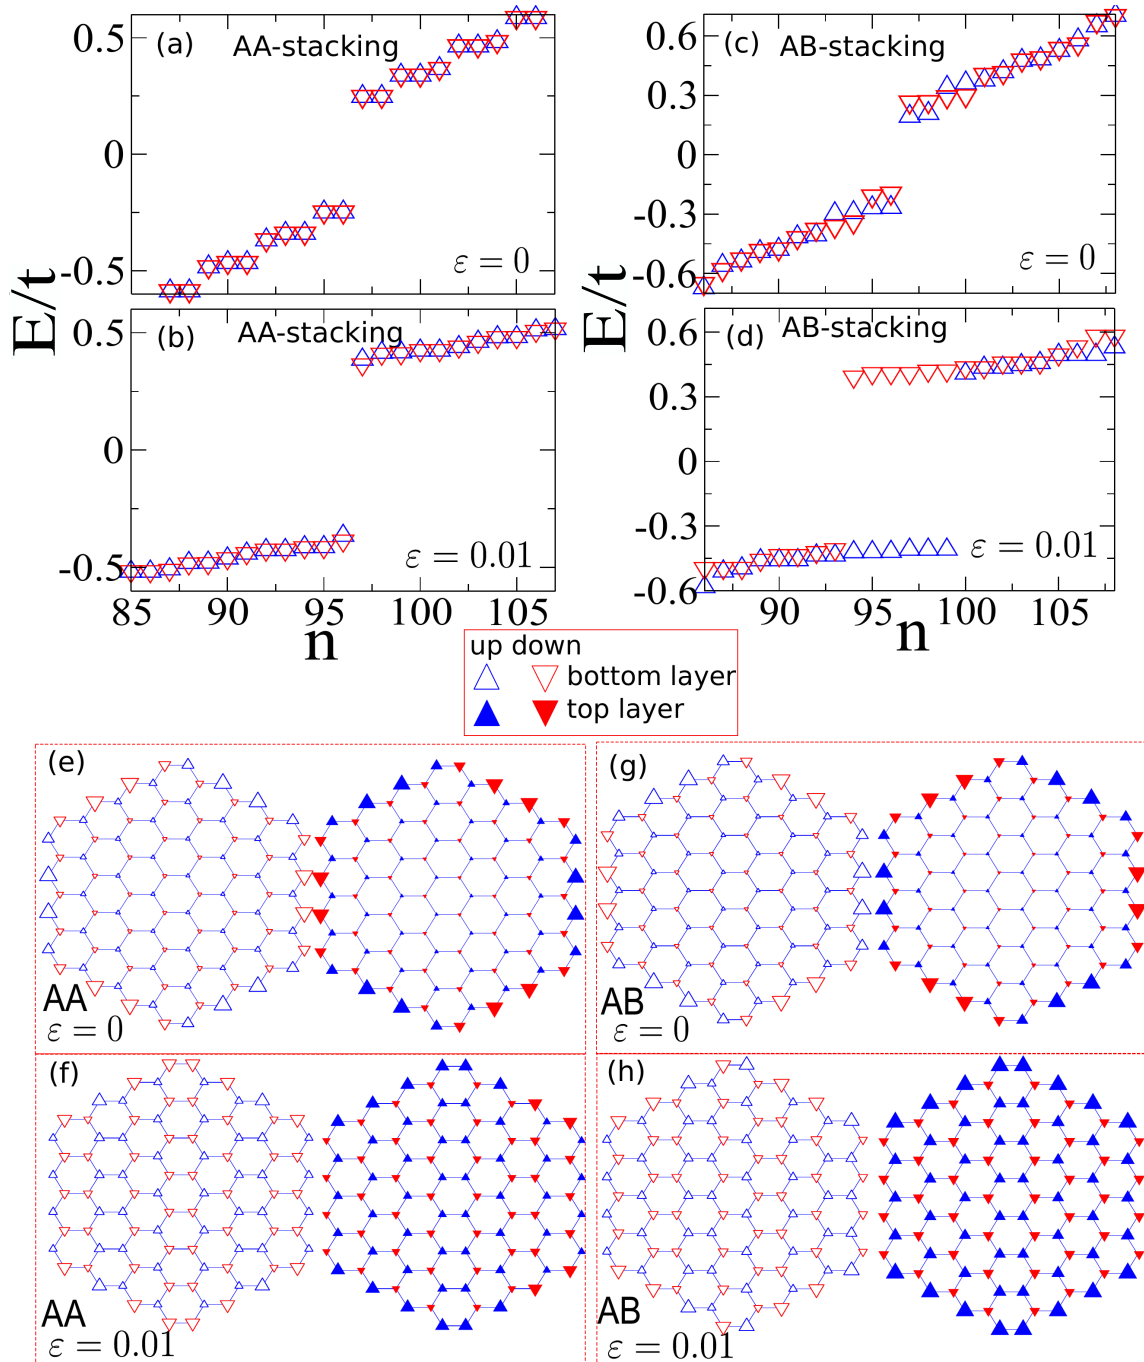 (a) AA-stacking
0.5
0
-0.5
ε = 0
(c) AB-stacking
0.6
0.3
0
-0.3
-0.6
ε = 0
E/t
E/t
(b) AA-stacking
0.5
0
-0.5
ε = 0.01
85 90 95 100 105
n
(d) AB-stacking
0.6
0.3
0
-0.3
-0.6
ε = 0.01
90 95 100 105
n
up down
bottom layer
top layer
(e)
AA
ε = 0
(g)
AB
ε = 0
(f)
AA
ε = 0.01
(h)
AB
ε = 0.01